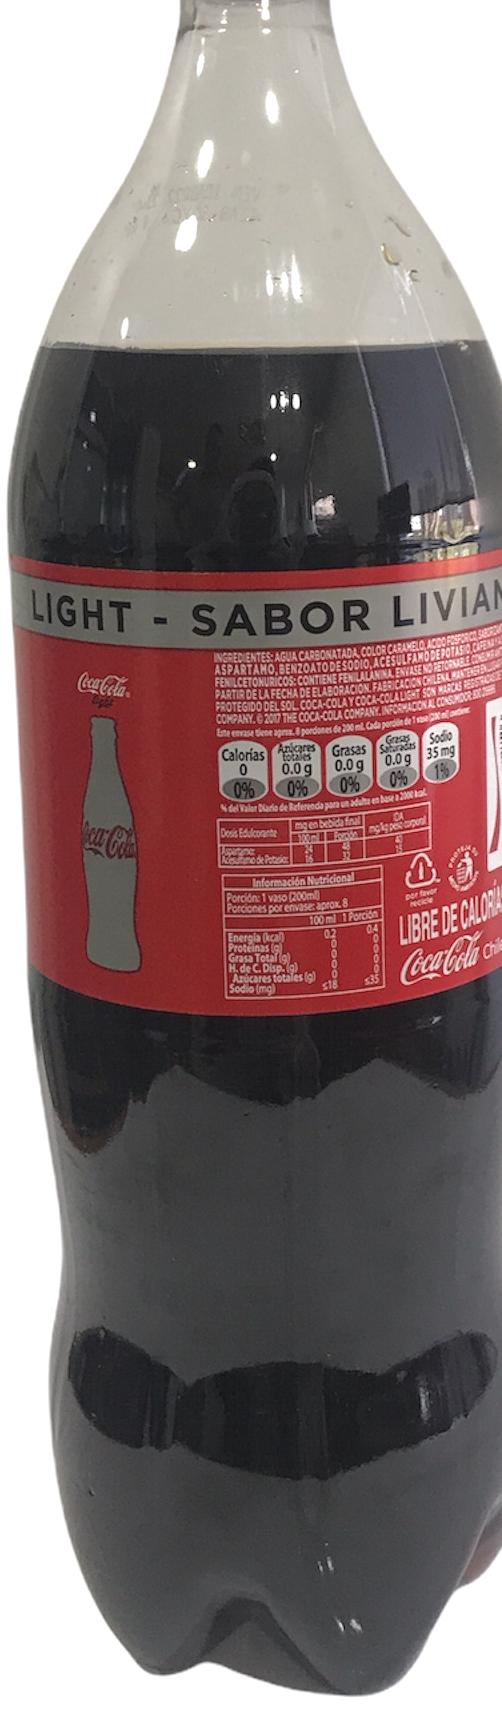 LIGHT - SABOR LIVIAN
INGREDIENTES: AGUA CARBONATADA, COLOR CARAMELO, ACIDO FOSFORICO,
ASPARTAMO, BENZOATO DE SODIO, ACESULFAMO DE POTASIO, CAFEINA
FENILCETONURICOS: CONTIENE FENILALANINA. ENVASE NO RETORNABLE.
PARTIR DE LA FECHA DE ELABORACION. FABRICACION CHILENA. MANTENER EN
PROTEGIDO DEL SOL. COCA-COLA Y COCA-COLA LIGHT SON MARCAS REGISTRADAS
COMPANY. © 2017 THE COCA-COLA COMPANY. INFORMACION AL CONSUMIDOR:
Este envase tiene aprox. 8 porciones de 200 ml. Cada porción de 1 vaso (200 ml) contiene:
Coca-Cola
light
Calorías
0
0%
Azúcares
totales
0.0 g
0%
Grasas
0.0 g
0%
Grasas
Saturadas
0.0 g
0%
Sodio
35 mg
1%
% del Valor Diario de Referencia para un adulto en base a 2000 kcal.
Dosis Edulcorante mg en bebida final IDA
100 ml Porción mg/kg peso corporal
Aspartamo: 24 48 40
Acesulfamo de Potasio: 16 32 15
Coca-Cola
Información Nutricional
Porción: 1 vaso (200ml)
Porciones por envase: aprox. 8
100 ml 1 Porción
Energía (kcal) 0.2 0.4
Proteínas (g) 0 0
Grasa Total (g) 0 0
H. de C. Disp. (g) 0 0
Azúcares totales (g) 0 0
Sodio (mg) ≤18 ≤35
por favor
recicle
LIBRE DE CALORÍA
Coca-Cola Chile